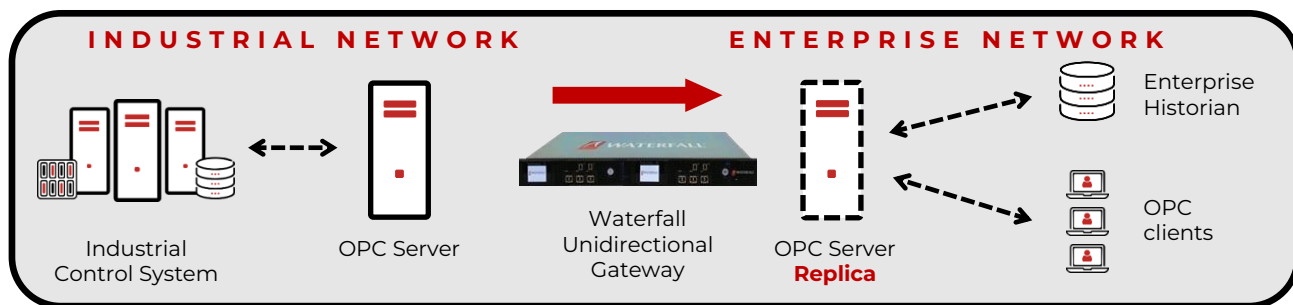 INDUSTRIAL NETWORK
ENTERPRISE NETWORK
WATERFALL
Enterprise
Historian
OPC
clients
Industrial
Control System
OPC Server
Waterfall
Unidirectional
Gateway
OPC Server
Replica